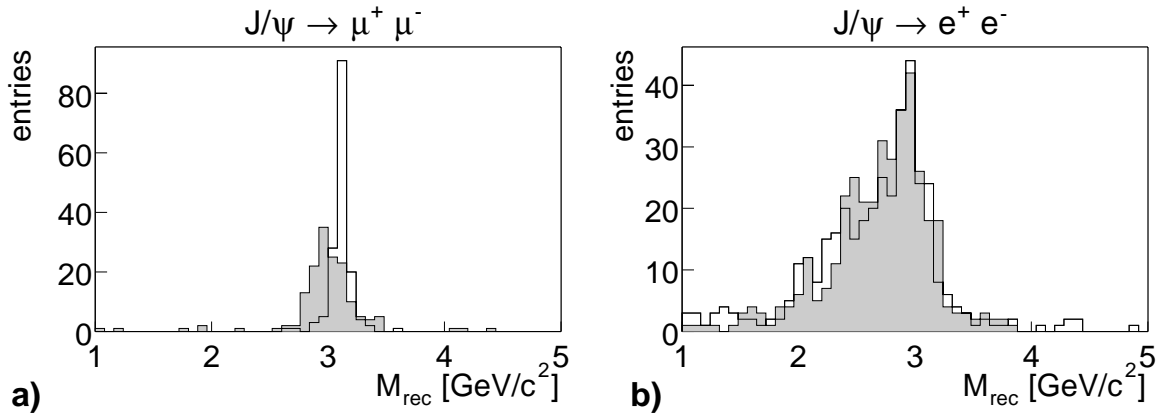 J/ψ → μ⁺ μ⁻
entries
80
60
40
20
0
1 2 3 4 5
M_rec [GeV/c²]
a)
J/ψ → e⁺ e⁻
entries
40
30
20
10
0
1 2 3 4 5
M_rec [GeV/c²]
b)